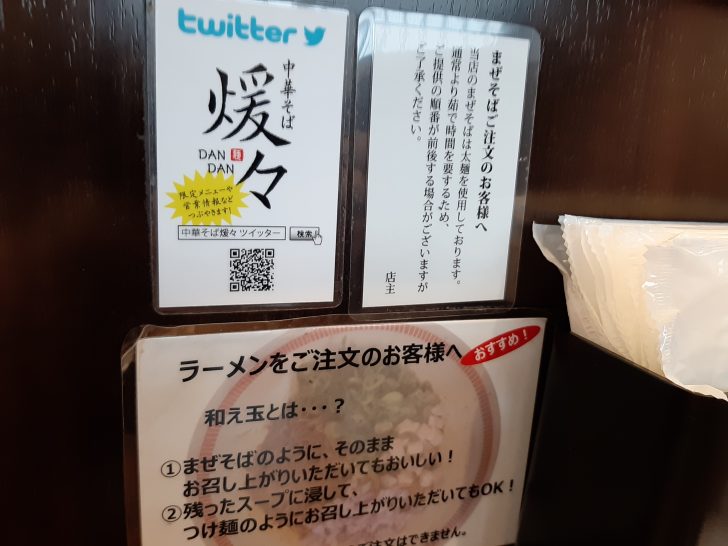 twitter
中華そば
煖々
DAN
DAN
限定メニューや
営業情報など
つぶやきます!
中華そば煖々 ツイッター
検索
まぜそばご注文のお客様へ
当店のまぜそばは太麺を使用しております。
通常より茹で時間を要するため、
ご提供の順番が前後する場合がございますが
ご了承ください。
店主
ラーメンをご注文のお客様へ
おすすめ!
和え玉とは・・・?
①まぜそばのように、そのまま
お召し上がりいただいてもおいしい!
②残ったスープに浸して、
つけ麺のようにお召し上がりいただいてもOK!
ご注文はできません。